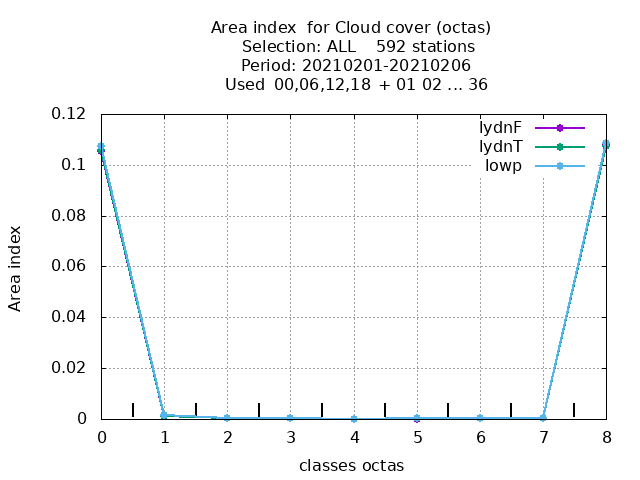 Area index  for Cloud cover (octas)
Selection: ALL    592 stations
Period: 20210201-20210206
Used  00,06,12,18  + 01 02 ... 36
lydnF
lydnT
lowp
0.12
0.1
0.08
0.06
0.04
0.02
0
Area index
0 1 2 3 4 5 6 7 8
classes octas